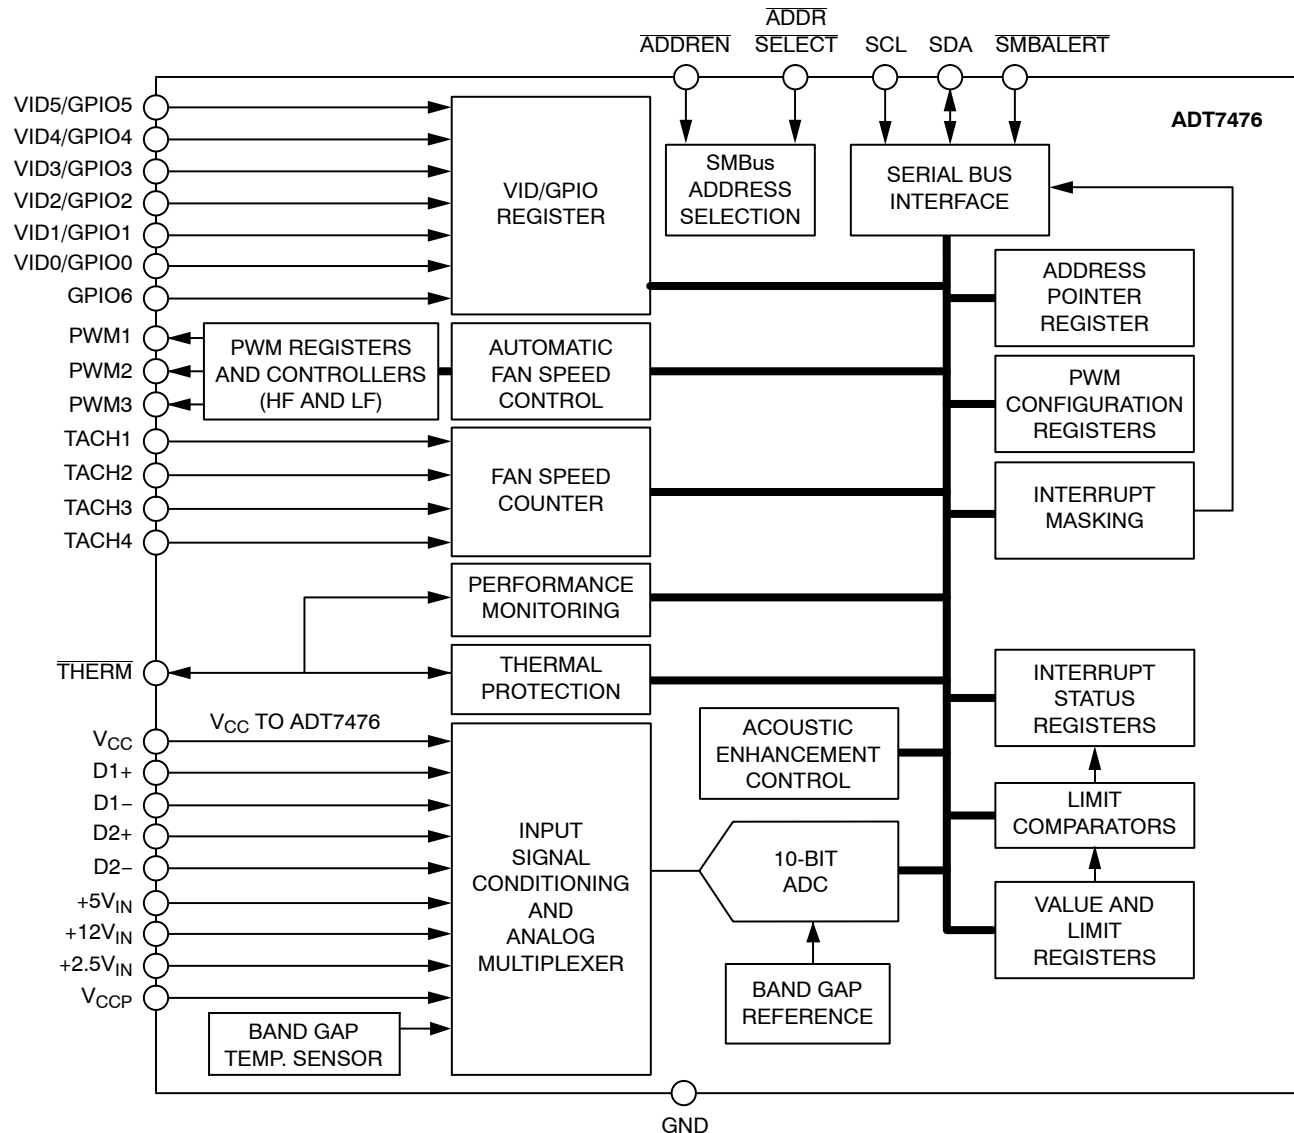 ADDR
ADDREN SELECT SCL SDA SMBALERT
ADT7476
VID5/GPIO5
VID4/GPIO4
VID3/GPIO3
VID2/GPIO2
VID1/GPIO1
VID0/GPIO0
GPIO6
VID/GPIO
REGISTER
SMBus
ADDRESS
SELECTION
SERIAL BUS
INTERFACE
ADDRESS
POINTER
REGISTER
PWM1
PWM2
PWM3
PWM REGISTERS
AND CONTROLLERS
(HF AND LF)
AUTOMATIC
FAN SPEED
CONTROL
PWM
CONFIGURATION
REGISTERS
TACH1
TACH2
TACH3
TACH4
FAN SPEED
COUNTER
INTERRUPT
MASKING
PERFORMANCE
MONITORING
THERM
THERMAL
PROTECTION
INTERRUPT
STATUS
REGISTERS
VCC TO ADT7476
VCC
D1+
D1−
D2+
D2−
+5VIN
+12VIN
+2.5VIN
VCCP
INPUT
SIGNAL
CONDITIONING
AND
ANALOG
MULTIPLEXER
ACOUSTIC
ENHANCEMENT
CONTROL
LIMIT
COMPARATORS
10-BIT
ADC
VALUE AND
LIMIT
REGISTERS
BAND GAP
REFERENCE
BAND GAP
TEMP. SENSOR
GND